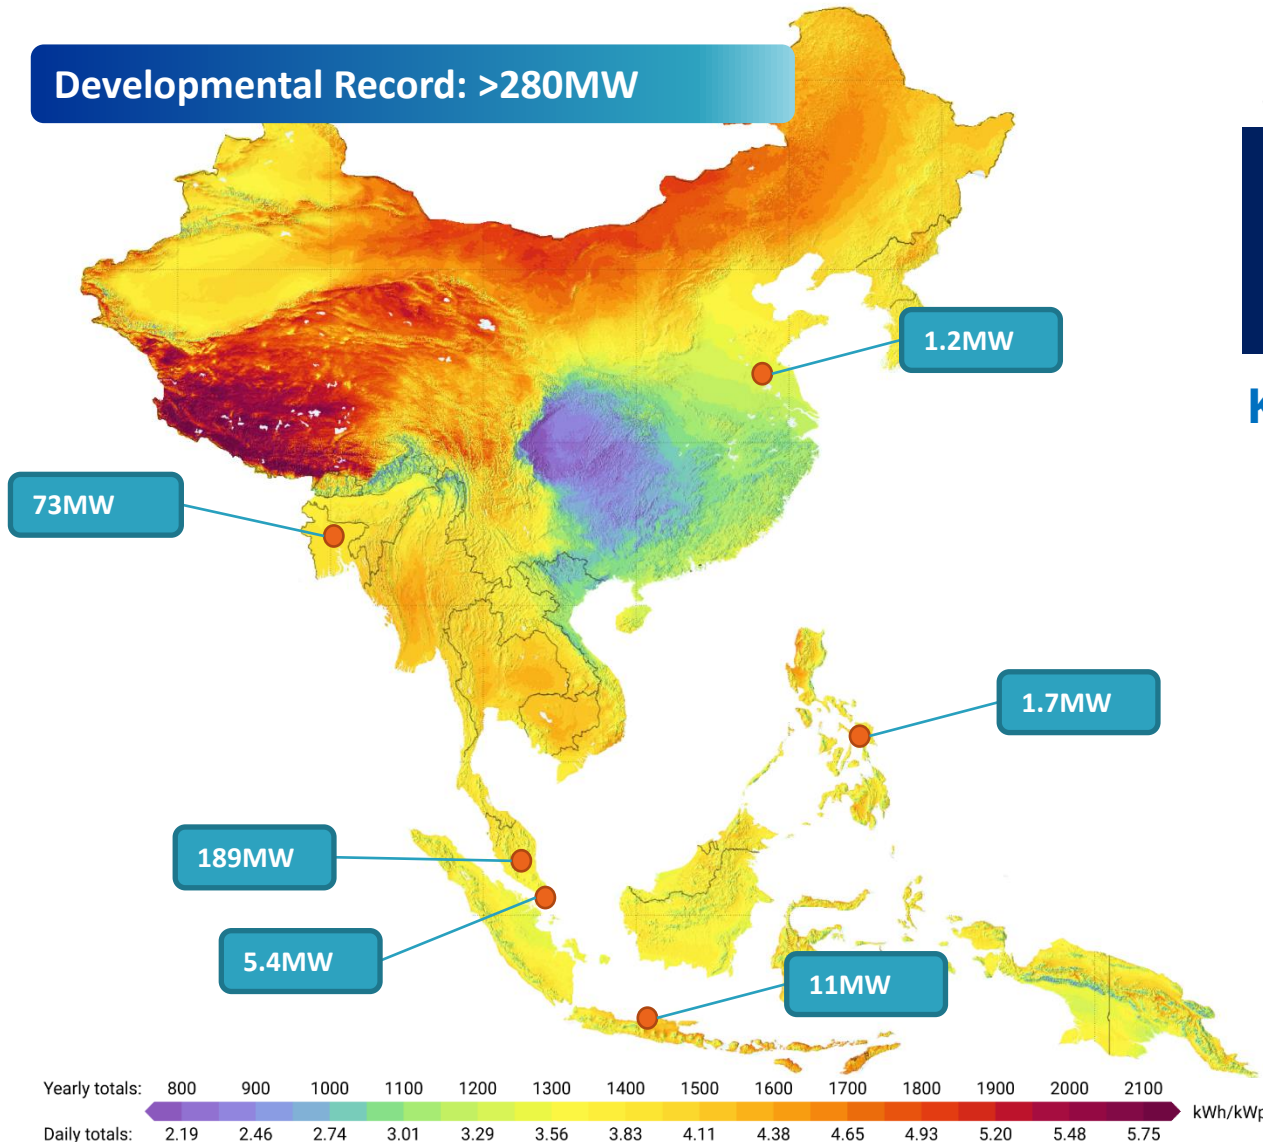 Developmental Record: >280MW
1.2MW
K
73MW
1.7MW
189MW
5.4MW
11MW
Yearly totals: 800 900 1000 1100 1200 1300 1400 1500 1600 1700 1800 1900 2000 2100
kWh/kWp
Daily totals: 2.19 2.46 2.74 3.01 3.29 3.56 3.83 4.11 4.38 4.65 4.93 5.20 5.48 5.75